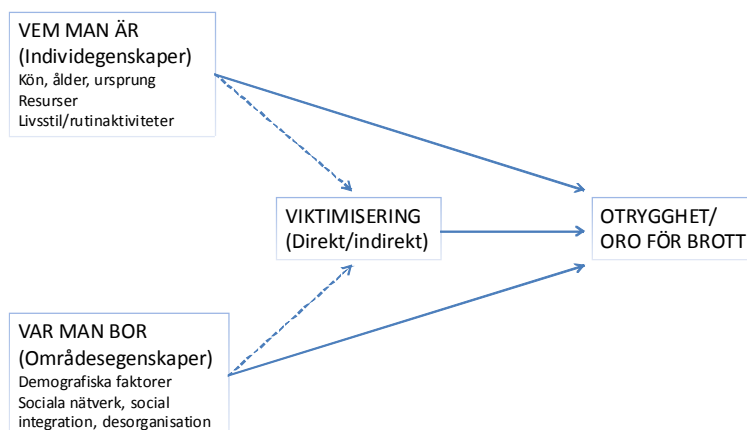 VEM MAN ÄR
(Individegenskaper)
Kön, ålder, ursprung
Resurser
Livsstil/rutinaktiviteter
VIKTIMISERING
(Direkt/indirekt)
OTRYGGHET/
ORO FÖR BROTT
VAR MAN BOR
(Områdesegenskaper)
Demografiska faktorer
Sociala nätverk, social
integration, desorganisation